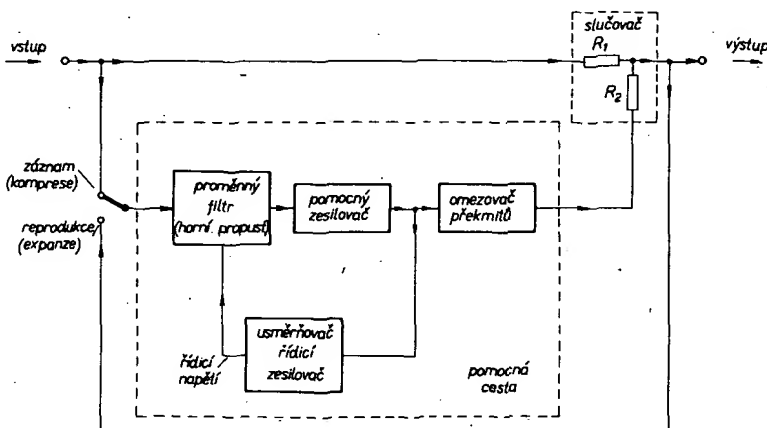 vstup
slučovač
R1
výstup
R2
záznam
(komprese)
reprodukce/
(expanze)
proměnný
filtr
(horní propust)
pomocný
zesilovač
omezovač
překmitů
usměrňovač
řídicí
zesilovač
řídicí
napětí
pomocná
cesta